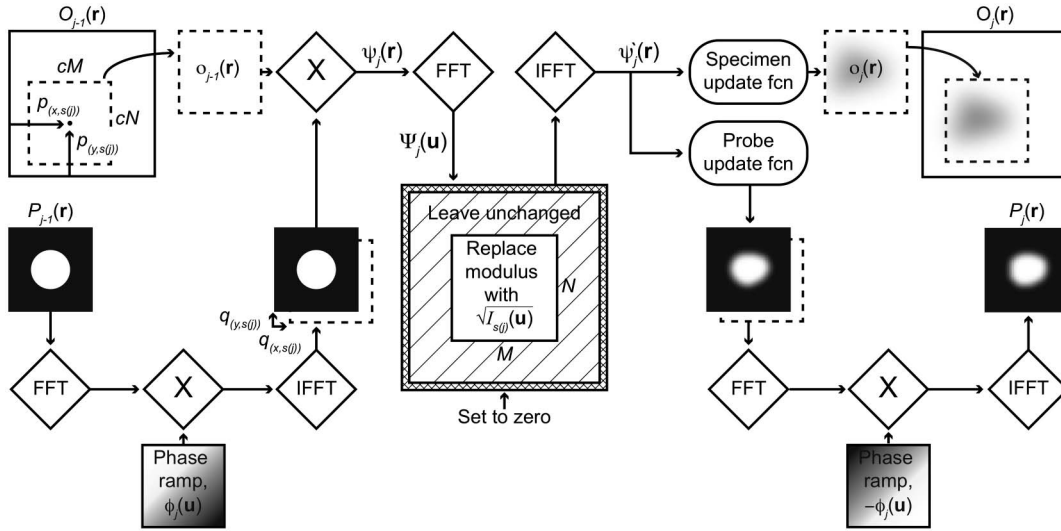 O_{j-1}(r)
cM
cN
p_{(x,s(j))}
p_{(y,s(j))}
o_{j-1}(r)
X
ψ_j(r)
FFT
IFFT
ψ`_j(r)
Specimen
update fcn
o_j(r)
O_j(r)
Ψ_j(u)
Probe
update fcn
Leave unchanged
Replace
modulus
with
√I_{s(j)}(u)
N
M
Set to zero
P_{j-1}(r)
q_{(y,s(j))}
q_{(x,s(j))}
FFT
X
IFFT
Phase
ramp,
ϕ_j(u)
P_j(r)
FFT
X
IFFT
Phase
ramp,
−ϕ_j(u)